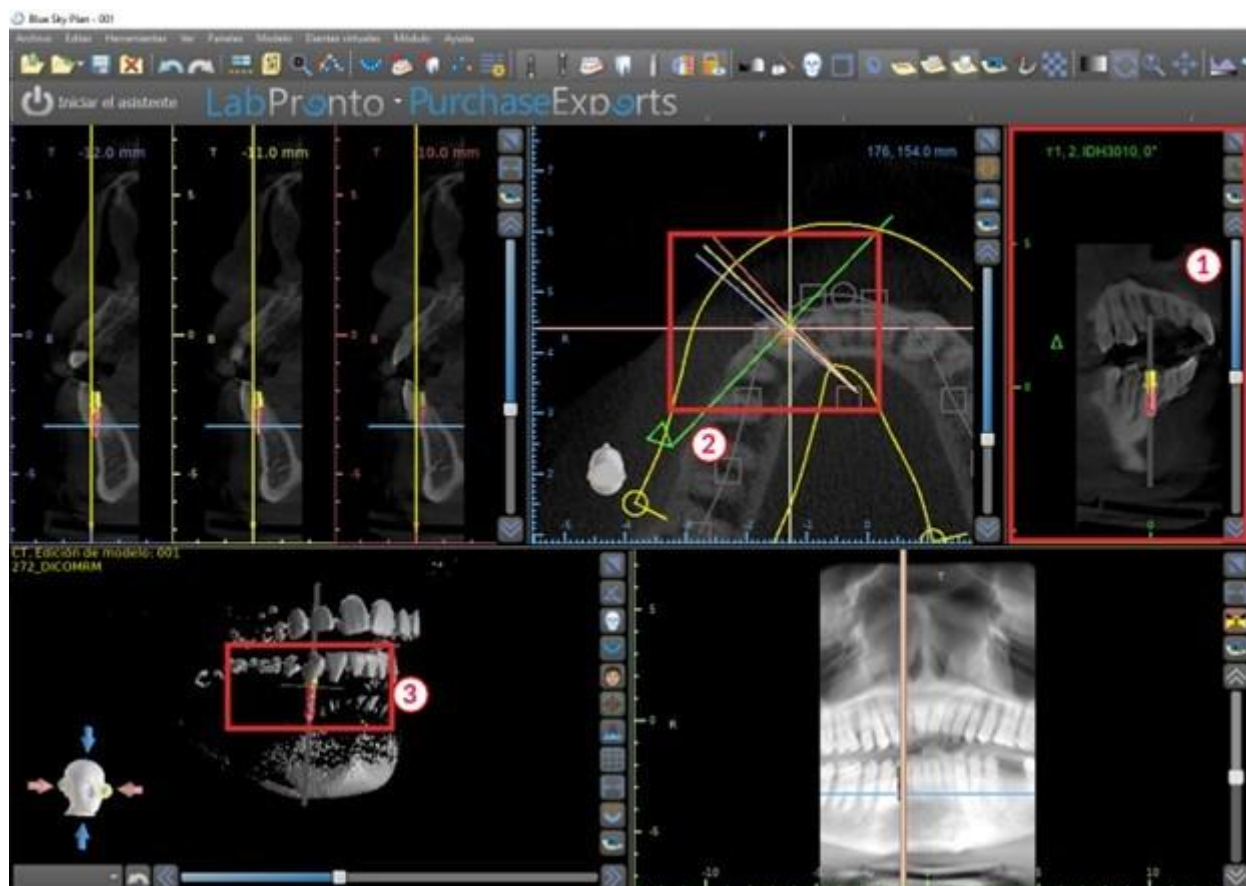 Blue Sky Plan - 001
Archivo Editar Herramientas Ver Paneles Modelo Dientes virtuales Módulo Ayuda
Iniciar el asistente LabPronto · PurchaseExports
T -12.0 mm
T -11.0 mm
T 10.0 mm
F
176, 154.0 mm
R
T1, 2, IDH3010, 0°
1
2
CT, Edición de modelo: 001
272_DICOMRM
3
T
R